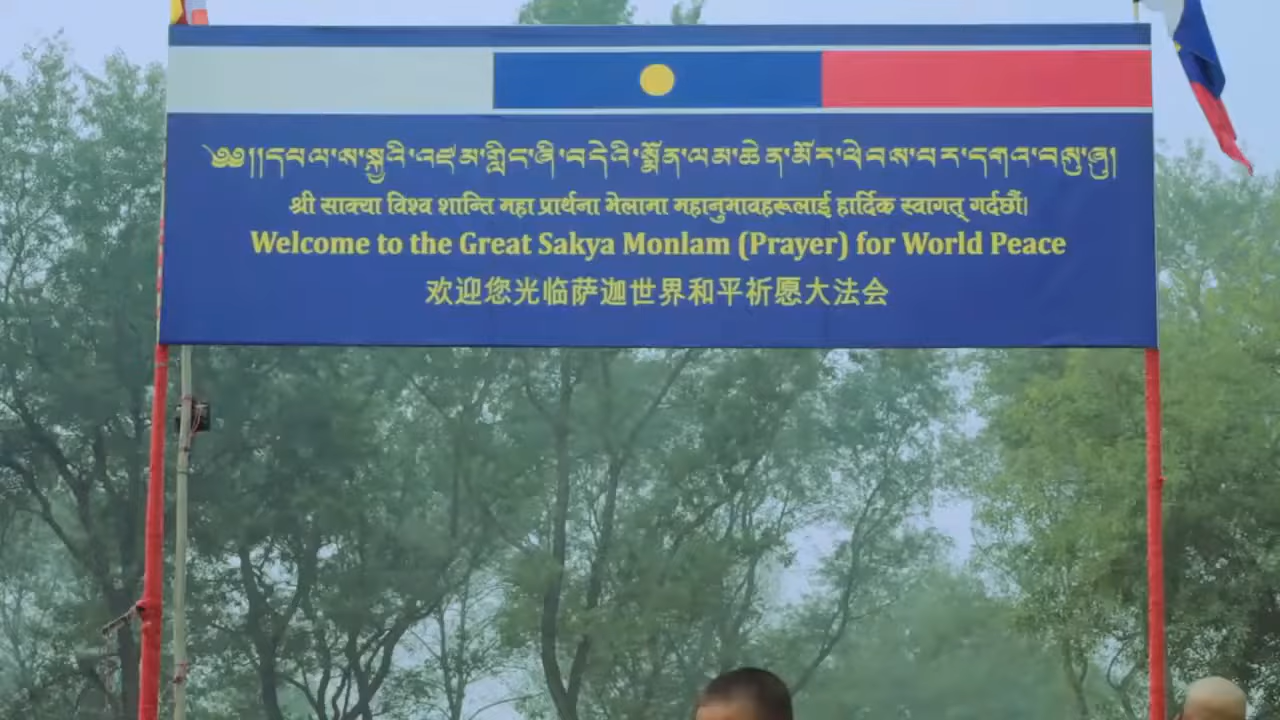 ༄༅།།དཔལ་ས་སྐྱའི་འཛམ་གླིང་ཞི་བདེའི་སྨོན་ལམ་ཆེན་མོར་ཕེབས་པར་དགའ་བསུ་ཞུ།
श्री साक्या विश्व शान्ति महा प्रार्थना मेलामा महानुभावहरूलाई हार्दिक स्वागत् गर्दछौं।
Welcome to the Great Sakya Monlam (Prayer) for World Peace
欢迎您光临萨迦世界和平祈愿大法会